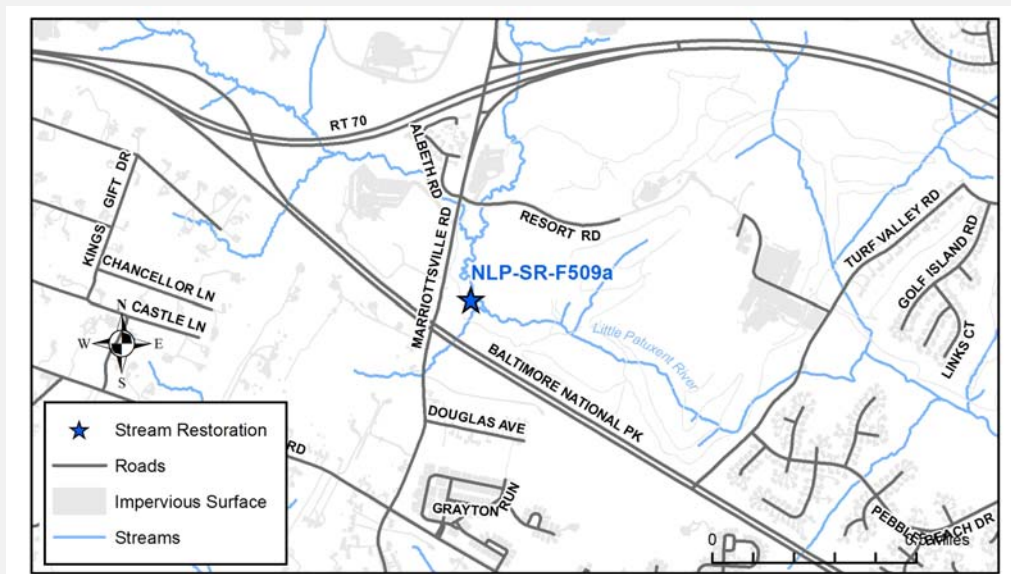 RT 70
ALBETH RD
KINGS GIFT DR
MARRIOTTSVILLE RD
RESORT RD
TURF VALLEY RD
GOLF ISLAND RD
CHANCELLOR LN
NLP-SR-F509a
N
CASTLE LN
W
E
S
Little Patuxent River
LINKS CT
BALTIMORE NATIONAL PK
DOUGLAS AVE
Stream Restoration
Roads
RD
Impervious Surface
GRAYTON RUN
PEBBLE BEACH DR
Streams
0
Miles